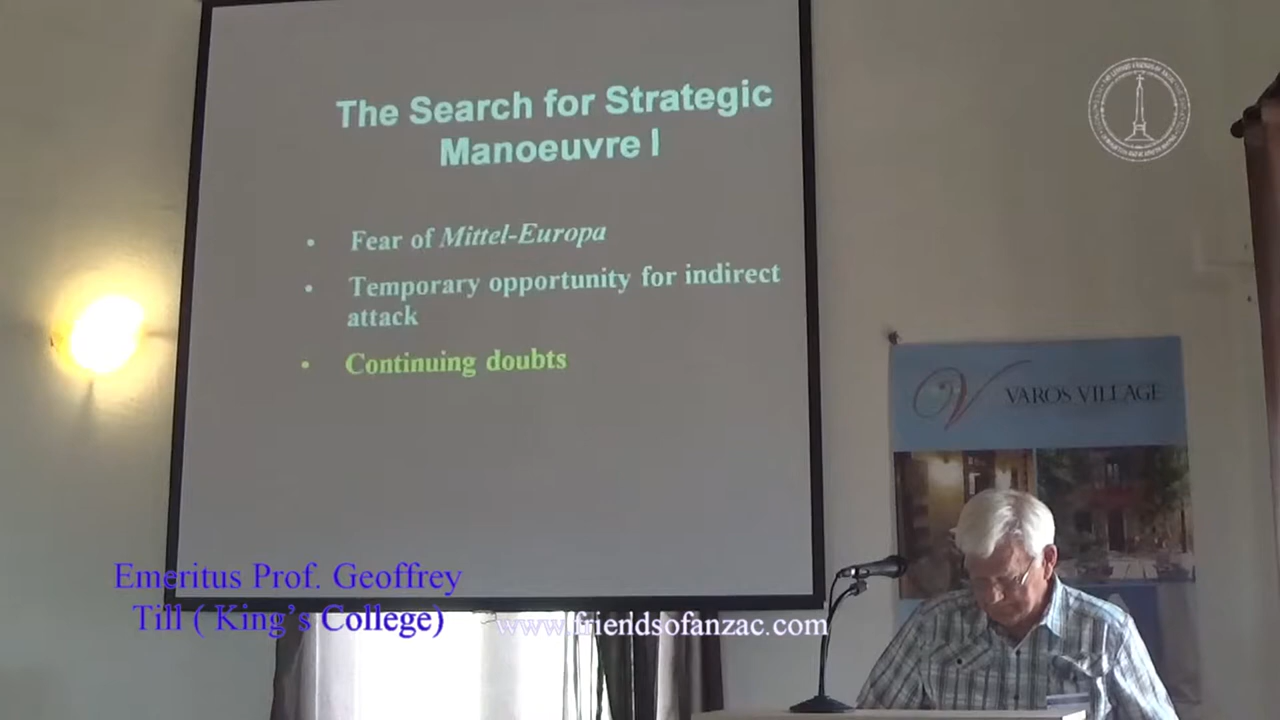 The Search for Strategic
Manoeuvre I
• Fear of Mittel-Europa
• Temporary opportunity for indirect
attack
• Continuing doubts
V VAROS VILLAGE
Emeritus Prof. Geoffrey
Till ( King's College)
www.friendsofanzac.com